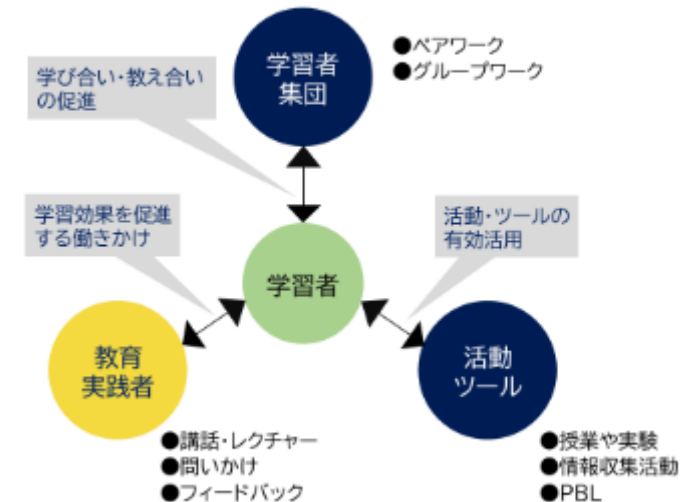 学習者
集団
●ペアワーク
●グループワーク
学び合い・教え合い
の促進
学習効果を促進
する働きかけ
活動・ツールの
有効活用
学習者
教育
実践者
活動
ツール
●講話・レクチャー
●問いかけ
●フィードバック
●授業や実験
●情報収集活動
●PBL